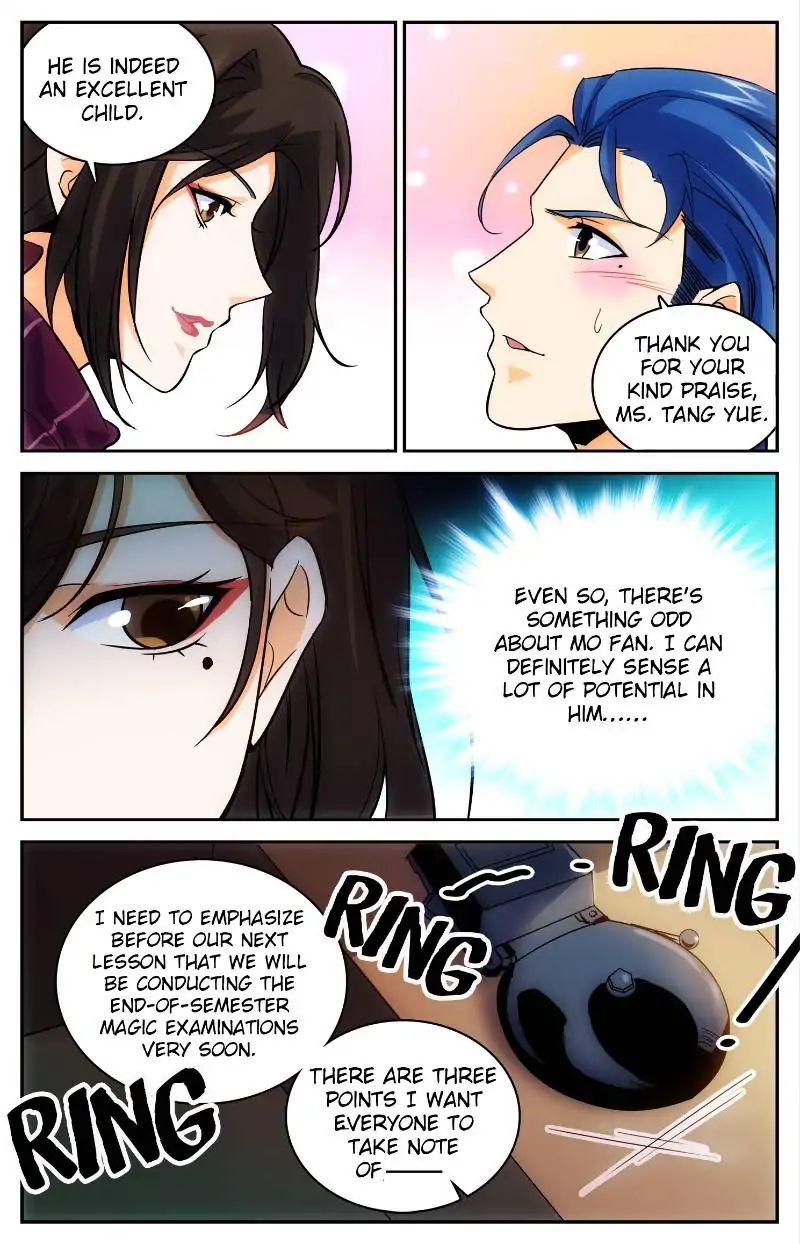 HE IS INDEED
AN EXCELLENT
CHILD.
THANK YOU
FOR YOUR
KIND PRAISE,
MS. TANG YUE.
EVEN SO, THERE'S
SOMETHING ODD
ABOUT MO FAN. I CAN
DEFINITELY SENSE A
LOT OF POTENTIAL IN
HIM......
RING
RING
I NEED TO EMPHASIZE
BEFORE OUR NEXT
LESSON THAT WE WILL
BE CONDUCTING THE
END-OF-SEMESTER
MAGIC EXAMINATIONS
VERY SOON.
THERE ARE THREE
POINTS I WANT
EVERYONE TO
TAKE NOTE
OF——
RING